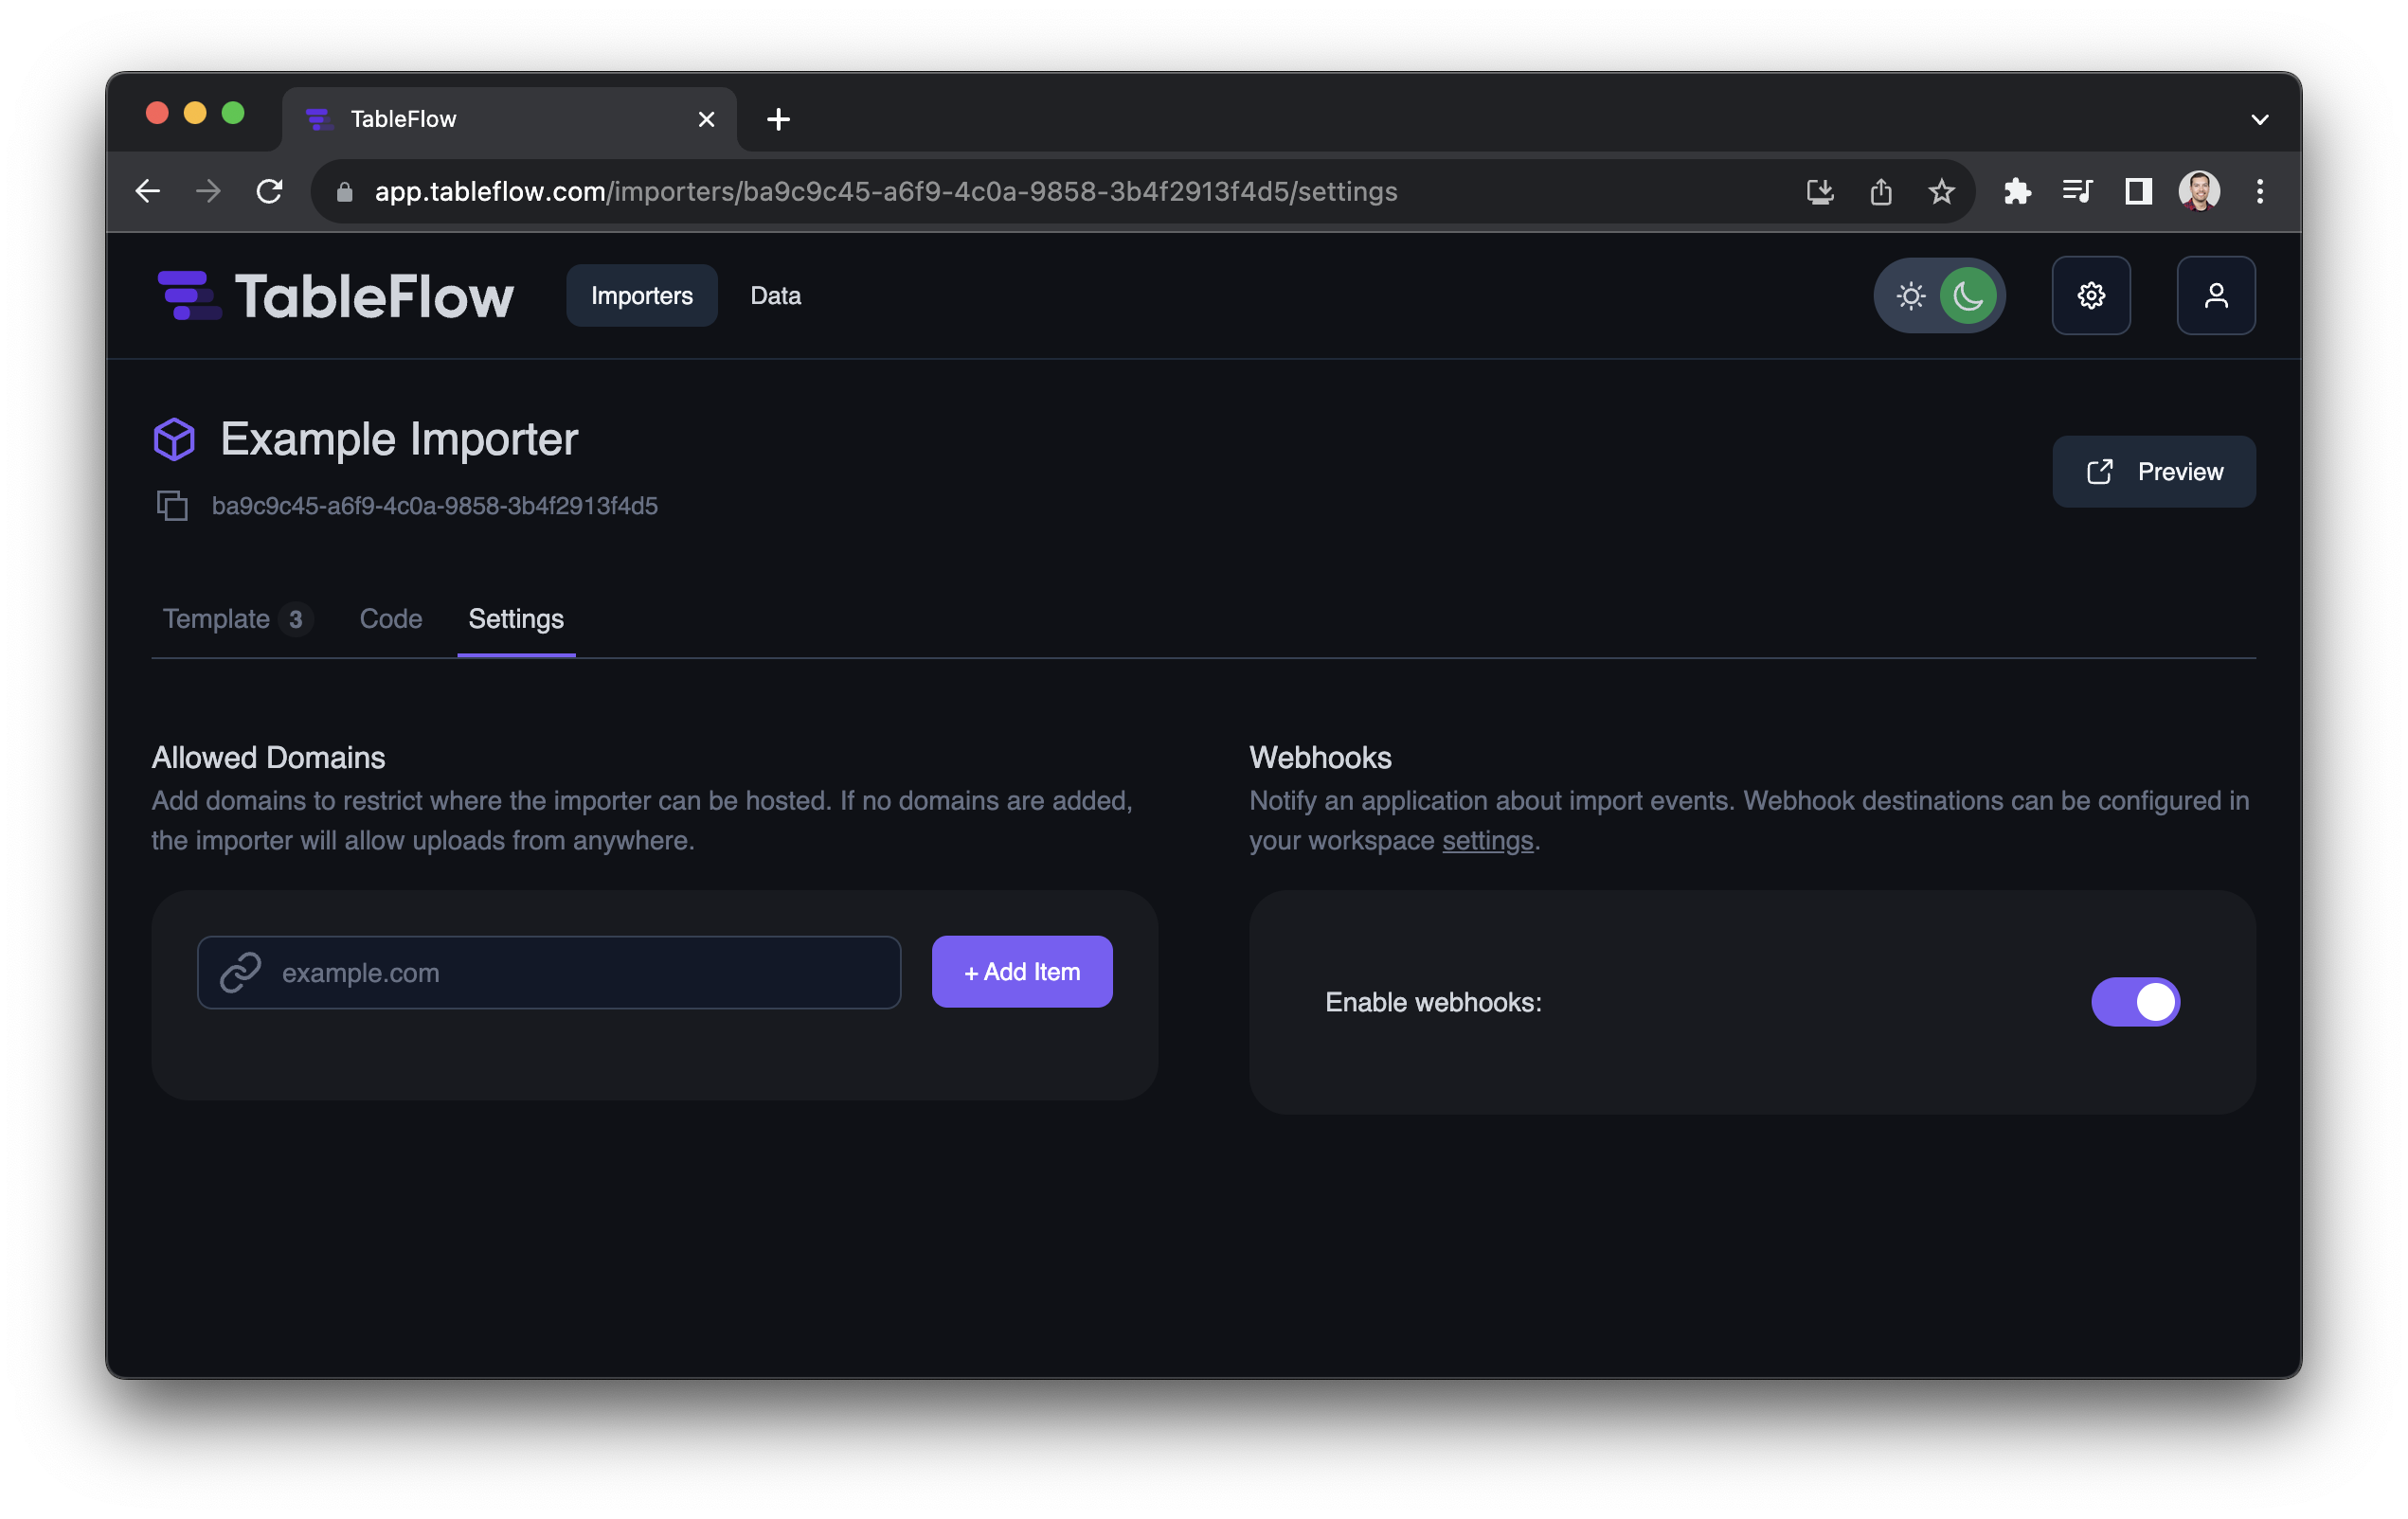 TableFlow
app.tableflow.com/importers/ba9c9c45-a6f9-4c0a-9858-3b4f2913f4d5/settings
TableFlow
Importers
Data
Example Importer
ba9c9c45-a6f9-4c0a-9858-3b4f2913f4d5
Preview
Template 3
Code
Settings
Allowed Domains
Add domains to restrict where the importer can be hosted. If no domains are added,
the importer will allow uploads from anywhere.
example.com
+ Add Item
Webhooks
Notify an application about import events. Webhook destinations can be configured in
your workspace settings.
Enable webhooks: